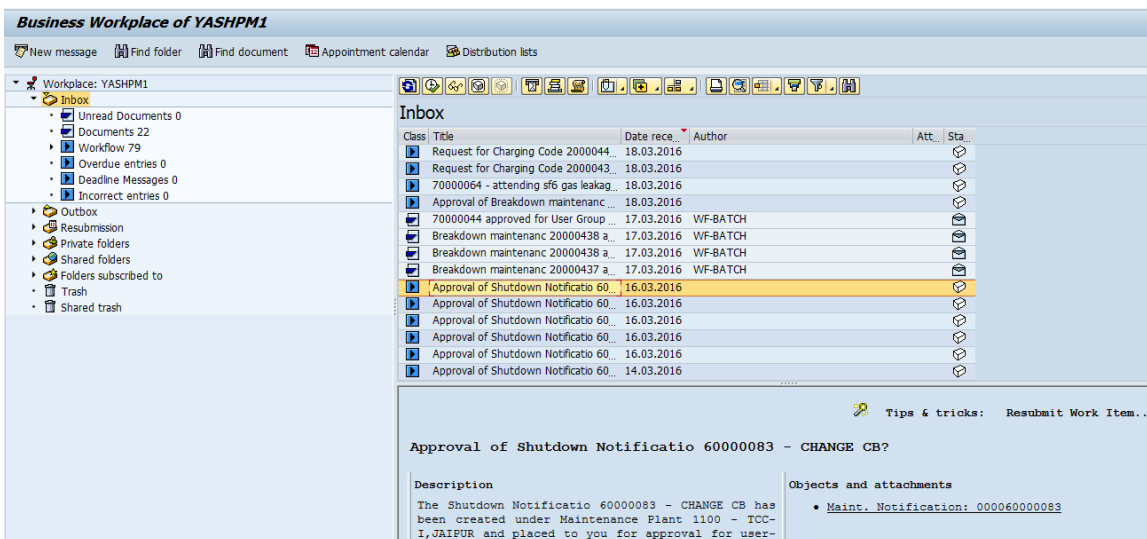 Business Workplace of YASHPM1
New message Find folder Find document Appointment calendar Distribution lists
Workplace: YASHPM1
Inbox
Unread Documents 0
Documents 22
Workflow 79
Overdue entries 0
Deadline Messages 0
Incorrect entries 0
Outbox
Resubmission
Private folders
Shared folders
Folders subscribed to
Trash
Shared trash
Inbox
Class Title Date rece... Author Att... Sta...
Request for Charging Code 2000044... 18.03.2016
Request for Charging Code 2000043... 18.03.2016
70000064 - attending sf6 gas leakag... 18.03.2016
Approval of Breakdown maintenanc ... 18.03.2016
70000044 approved for User Group ... 17.03.2016 WF-BATCH
Breakdown maintenanc 20000438 a... 17.03.2016 WF-BATCH
Breakdown maintenanc 20000438 a... 17.03.2016 WF-BATCH
Breakdown maintenanc 20000437 a... 17.03.2016 WF-BATCH
Approval of Shutdown Notificatio 60... 16.03.2016
Approval of Shutdown Notificatio 60... 16.03.2016
Approval of Shutdown Notificatio 60... 16.03.2016
Approval of Shutdown Notificatio 60... 16.03.2016
Approval of Shutdown Notificatio 60... 16.03.2016
Approval of Shutdown Notificatio 60... 14.03.2016
Tips & tricks: Resubmit Work Item..
Approval of Shutdown Notificatio 60000083 - CHANGE CB?
Description
The Shutdown Notificatio 60000083 - CHANGE CB has
been created under Maintenance Plant 1100 - TCC-
I,JAIPUR and placed to you for approval for user-
Objects and attachments
• Maint. Notification: 000060000083